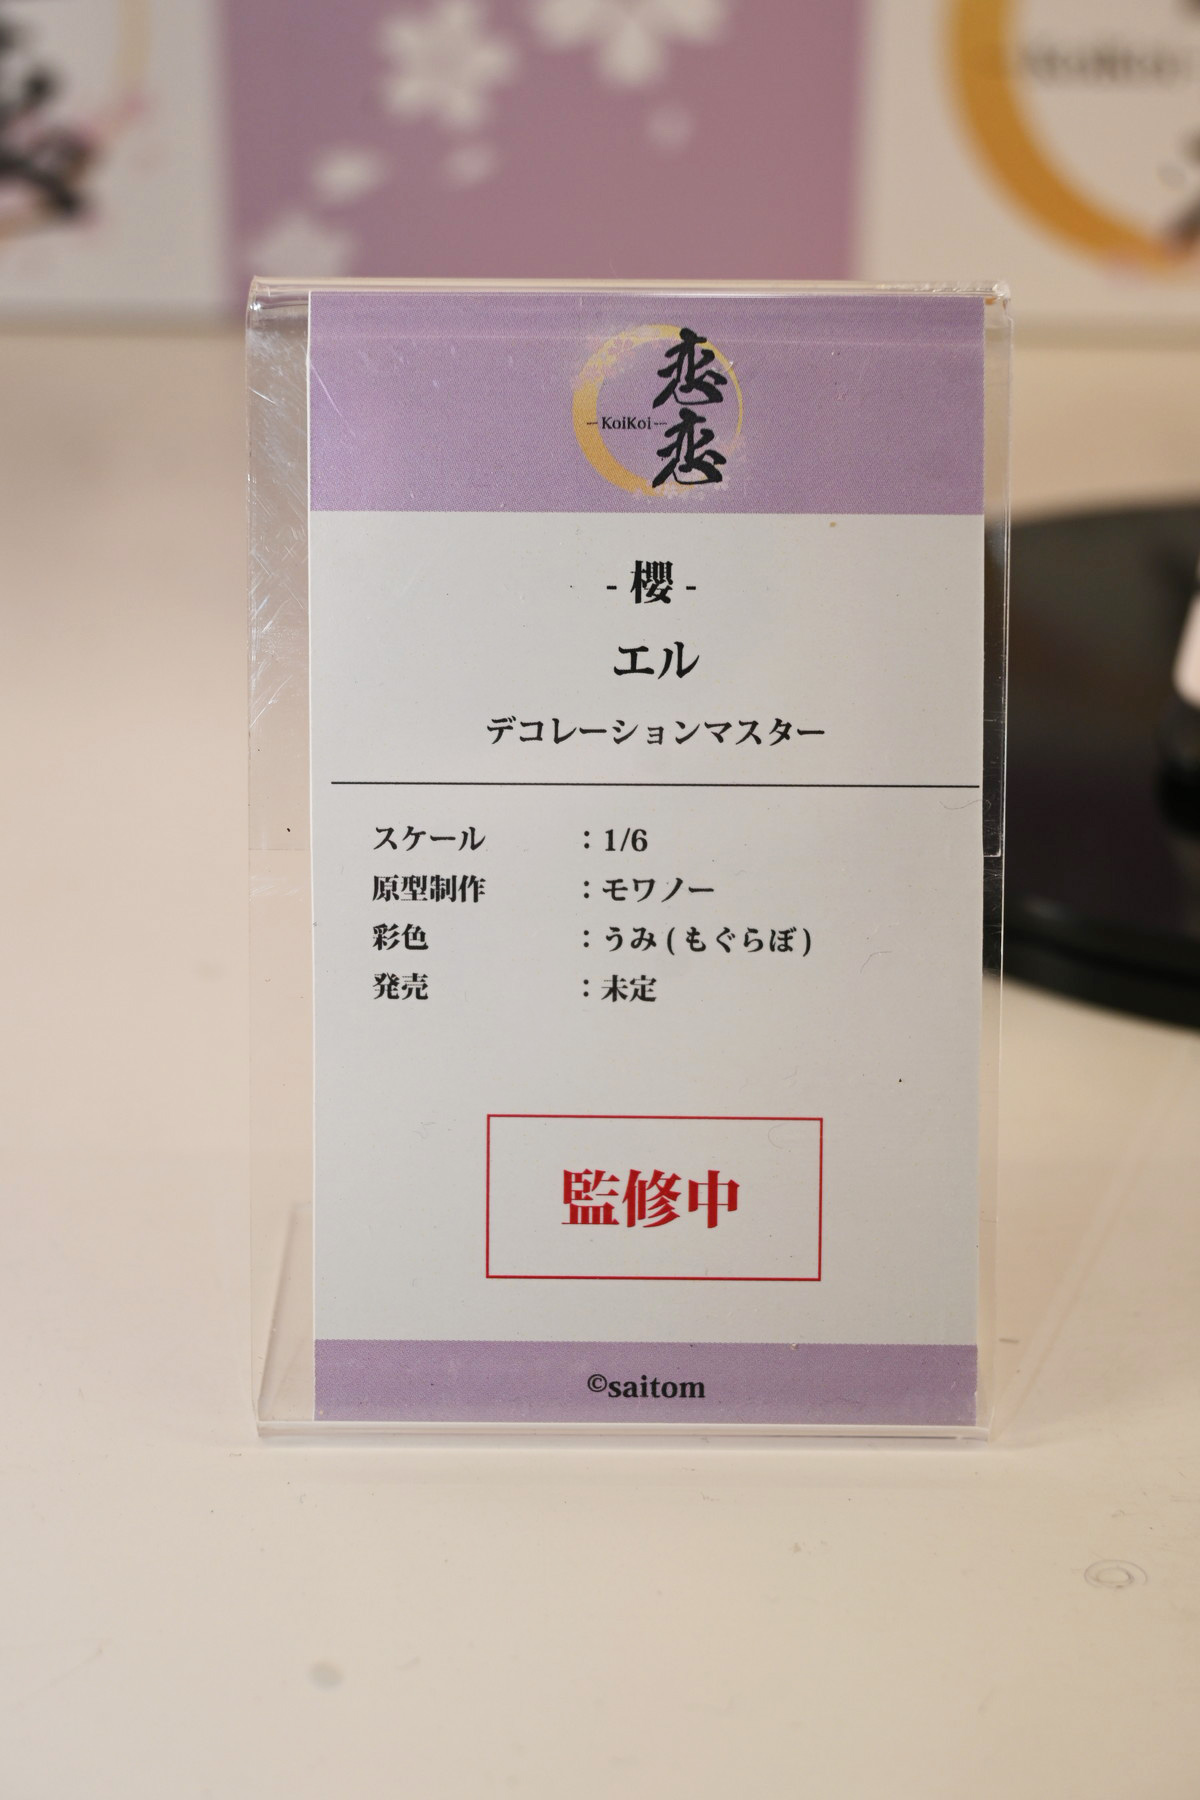 恋恋
-KoiKoi-
- 櫻 -
エル
デコレーションマスター
スケール : 1/6
原型制作 : モワノー
彩色 : うみ ( もぐらぼ )
発売 : 未定
監修中
©saitom